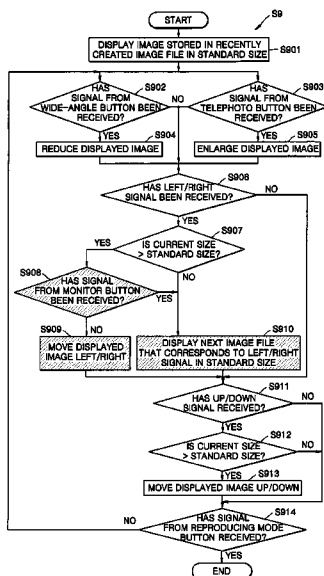 START
S9
DISPLAY IMAGE STORED IN RECENTLY
CREATED IMAGE FILE IN STANDARD SIZE
S901
S902
HAS
SIGNAL FROM
WIDE-ANGLE BUTTON BEEN
RECEIVED?
NO
S903
HAS
SIGNAL FROM
TELEPHOTO BUTTON BEEN
RECEIVED?
YES
S904
REDUCE DISPLAYED IMAGE
YES
S905
ENLARGE DISPLAYED IMAGE
S906
HAS LEFT/RIGHT
SIGNAL BEEN RECEIVED?
NO
YES
S907
IS CURRENT SIZE
> STANDARD SIZE?
YES
NO
S908
HAS SIGNAL
FROM MONITOR BUTTON
BEEN RECEIVED?
YES
NO
S909
MOVE DISPLAYED
IMAGE LEFT/RIGHT
S910
DISPLAY NEXT IMAGE FILE
THAT CORRESPONDS TO LEFT/RIGHT
SIGNAL IN STANDARD SIZE
S911
HAS UP/DOWN
SIGNAL RECEIVED?
NO
YES
S912
IS CURRENT SIZE
> STANDARD SIZE?
NO
YES
S913
MOVE DISPLAYED IMAGE UP/DOWN
S914
HAS SIGNAL
FROM REPRODUCING MODE
BUTTON RECEIVED?
NO
YES
END